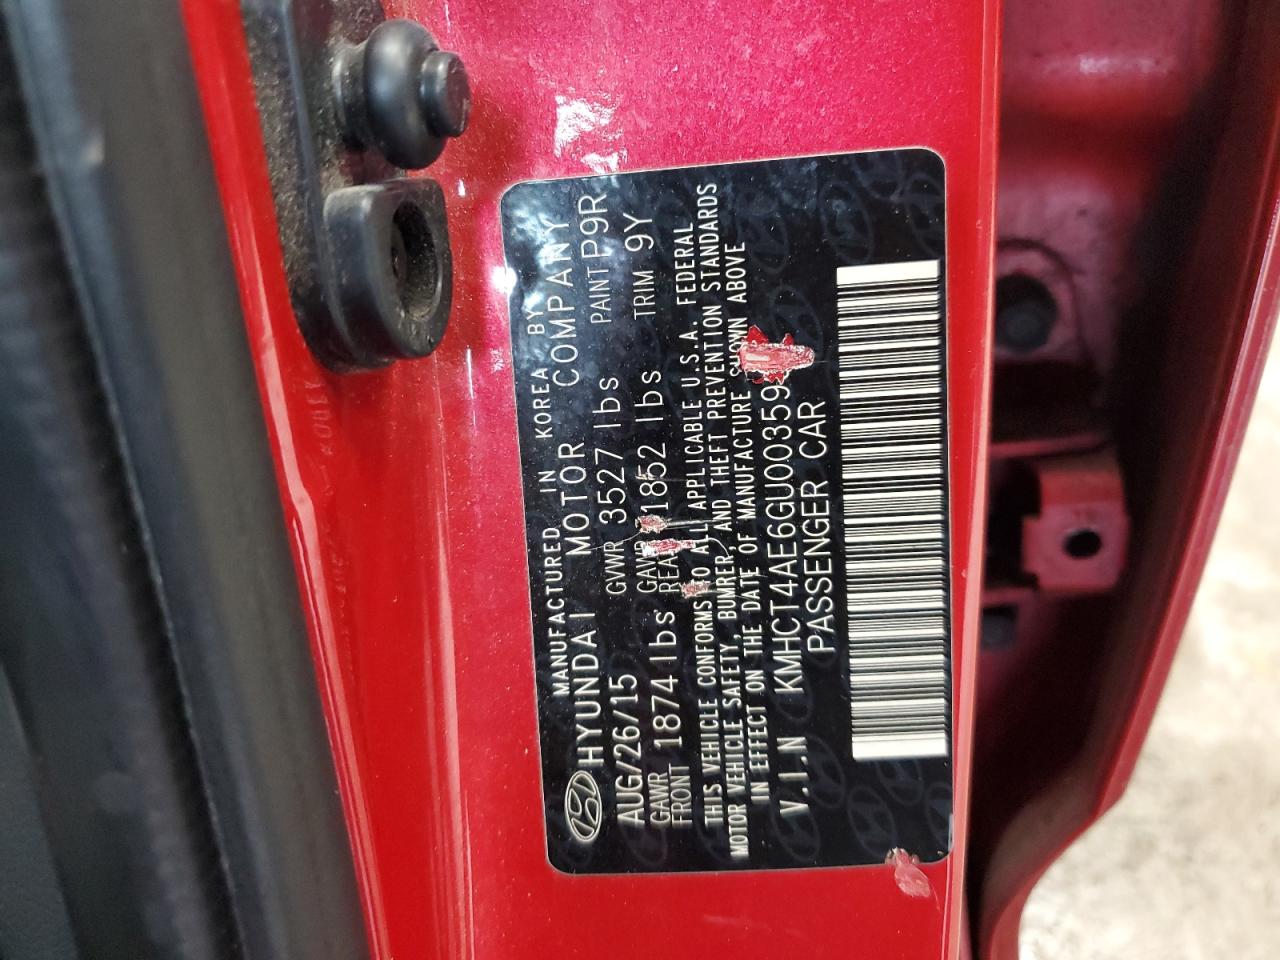 MANUFACTURED IN KOREA BY
HYUNDAI MOTOR COMPANY
AUG/26/15 GVWR 3527 lbs PAINT P9R
GAWR FRONT 1874 lbs GAWR 1852 lbs TRIM 9Y
THIS VEHICLE CONFORMS TO ALL APPLICABLE U.S.A. FEDERAL
MOTOR VEHICLE SAFETY, BUMPER, AND THEFT PREVENTION STANDARDS
IN EFFECT ON THE DATE OF MANUFACTURE SHOWN ABOVE
V.I.N KMHCT4AE6GU00359
PASSENGER CAR